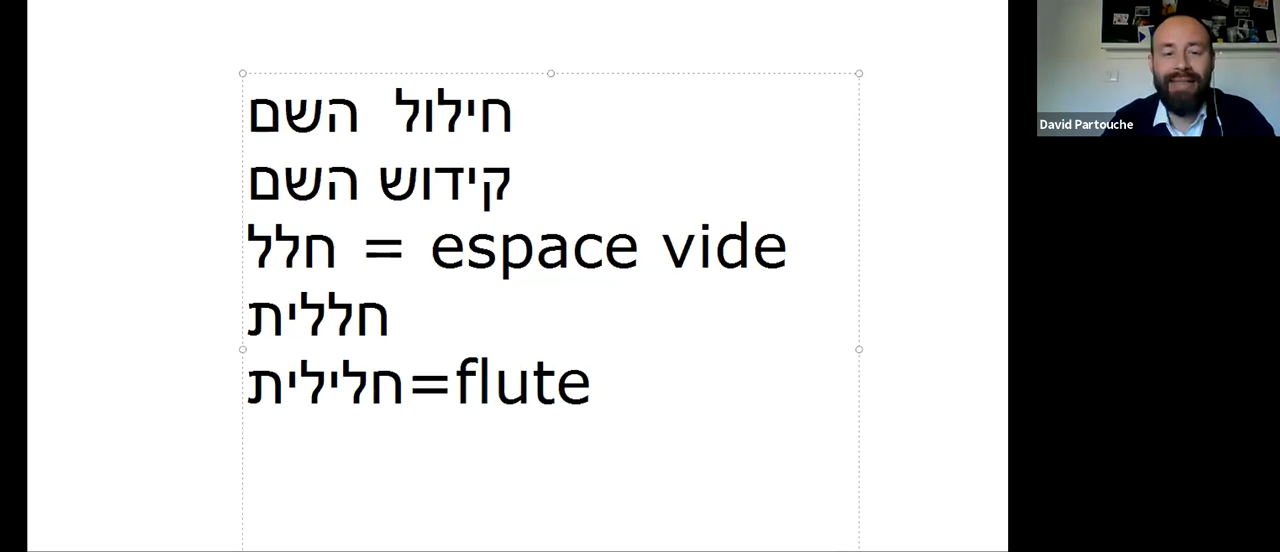 חילול השם
קידוש השם
חלל = espace vide
חללית
חלילית=flute
David Partouche